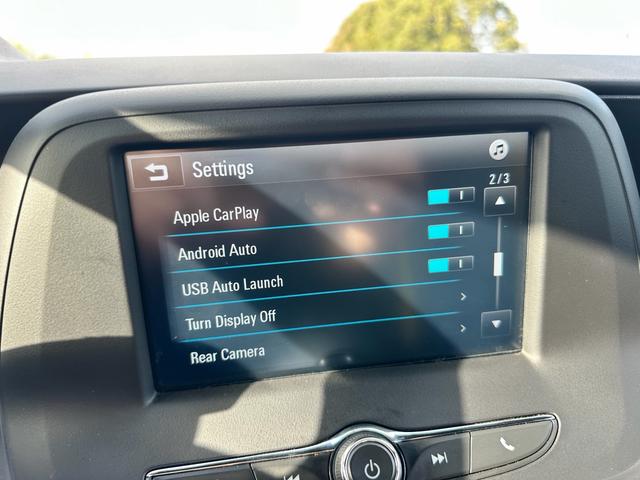 Settings
2/3
Apple CarPlay
Android Auto
USB Auto Launch
Turn Display Off
Rear Camera